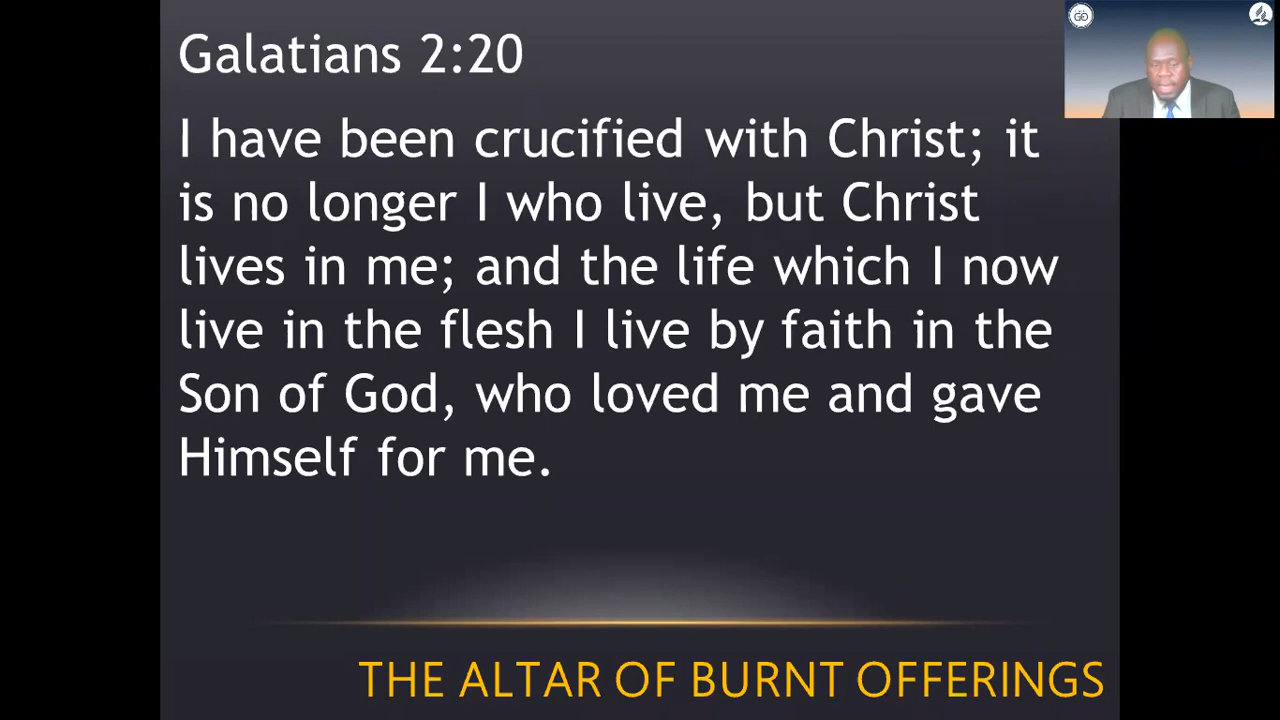 Galatians 2:20
I have been crucified with Christ; it
is no longer I who live, but Christ
lives in me; and the life which I now
live in the flesh I live by faith in the
Son of God, who loved me and gave
Himself for me.
THE ALTAR OF BURNT OFFERINGS